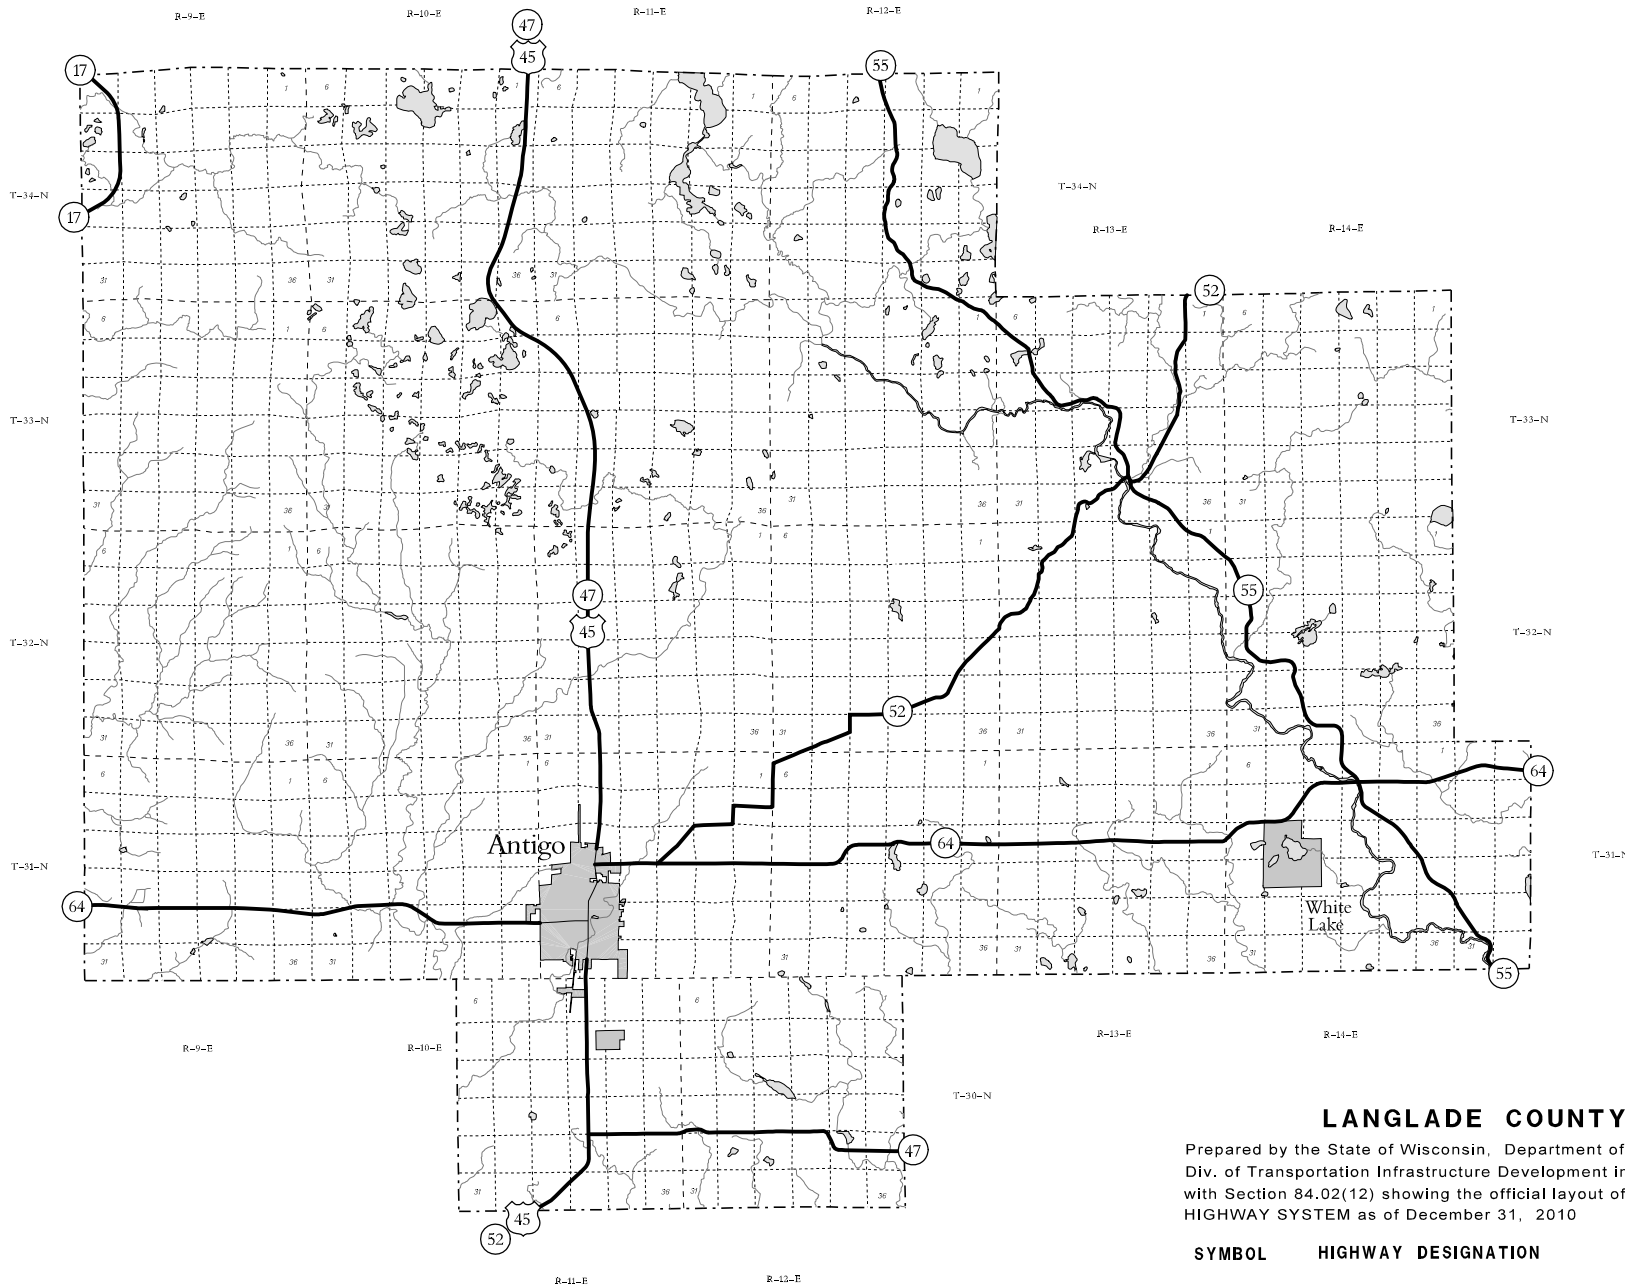 R-9-E
R-10-E
R-11-E
R-12-E
47
45
17
55
T-34-N
T-34-N
17
R-13-E
R-14-E
52
T-33-N
T-33-N
47
55
45
T-32-N
T-32-N
52
64
Antigo
64
T-31-N
T-31-N
64
White
Lake
55
R-9-E
R-10-E
R-13-E
R-14-E
T-30-N
47
45
52
R-11-E
R-12-E
LANGLADE COUNTY
Prepared by the State of Wisconsin, Department of
Div. of Transportation Infrastructure Development in
with Section 84.02(12) showing the official layout of
HIGHWAY SYSTEM as of December 31, 2010
SYMBOL HIGHWAY DESIGNATION